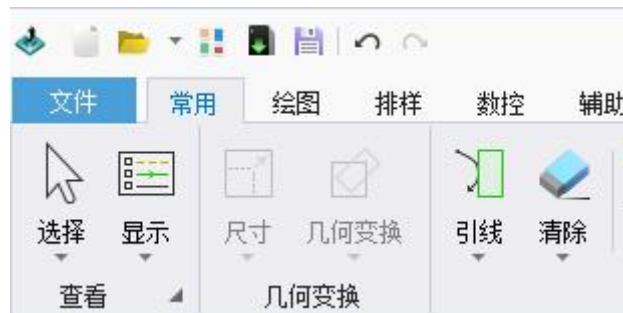 文件 常用 绘图 排样 数控 辅助
选择 显示 尺寸 几何变换 引线 清除
查看 几何变换